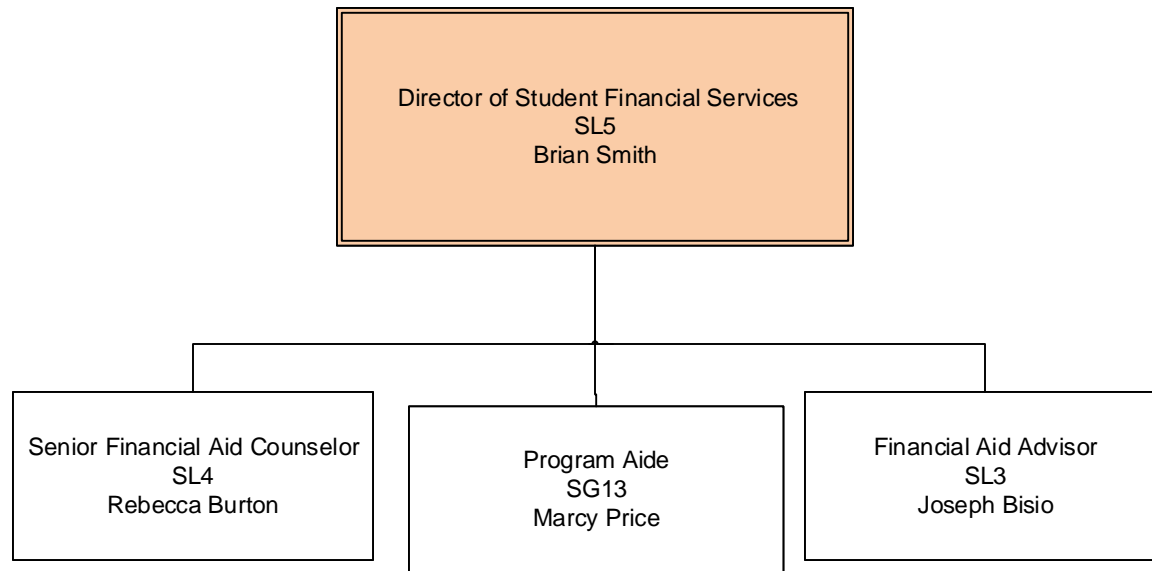 Director of Student Financial Services
SL5
Brian Smith
Senior Financial Aid Counselor
SL4
Rebecca Burton
Program Aide
SG13
Marcy Price
Financial Aid Advisor
SL3
Joseph Bisio